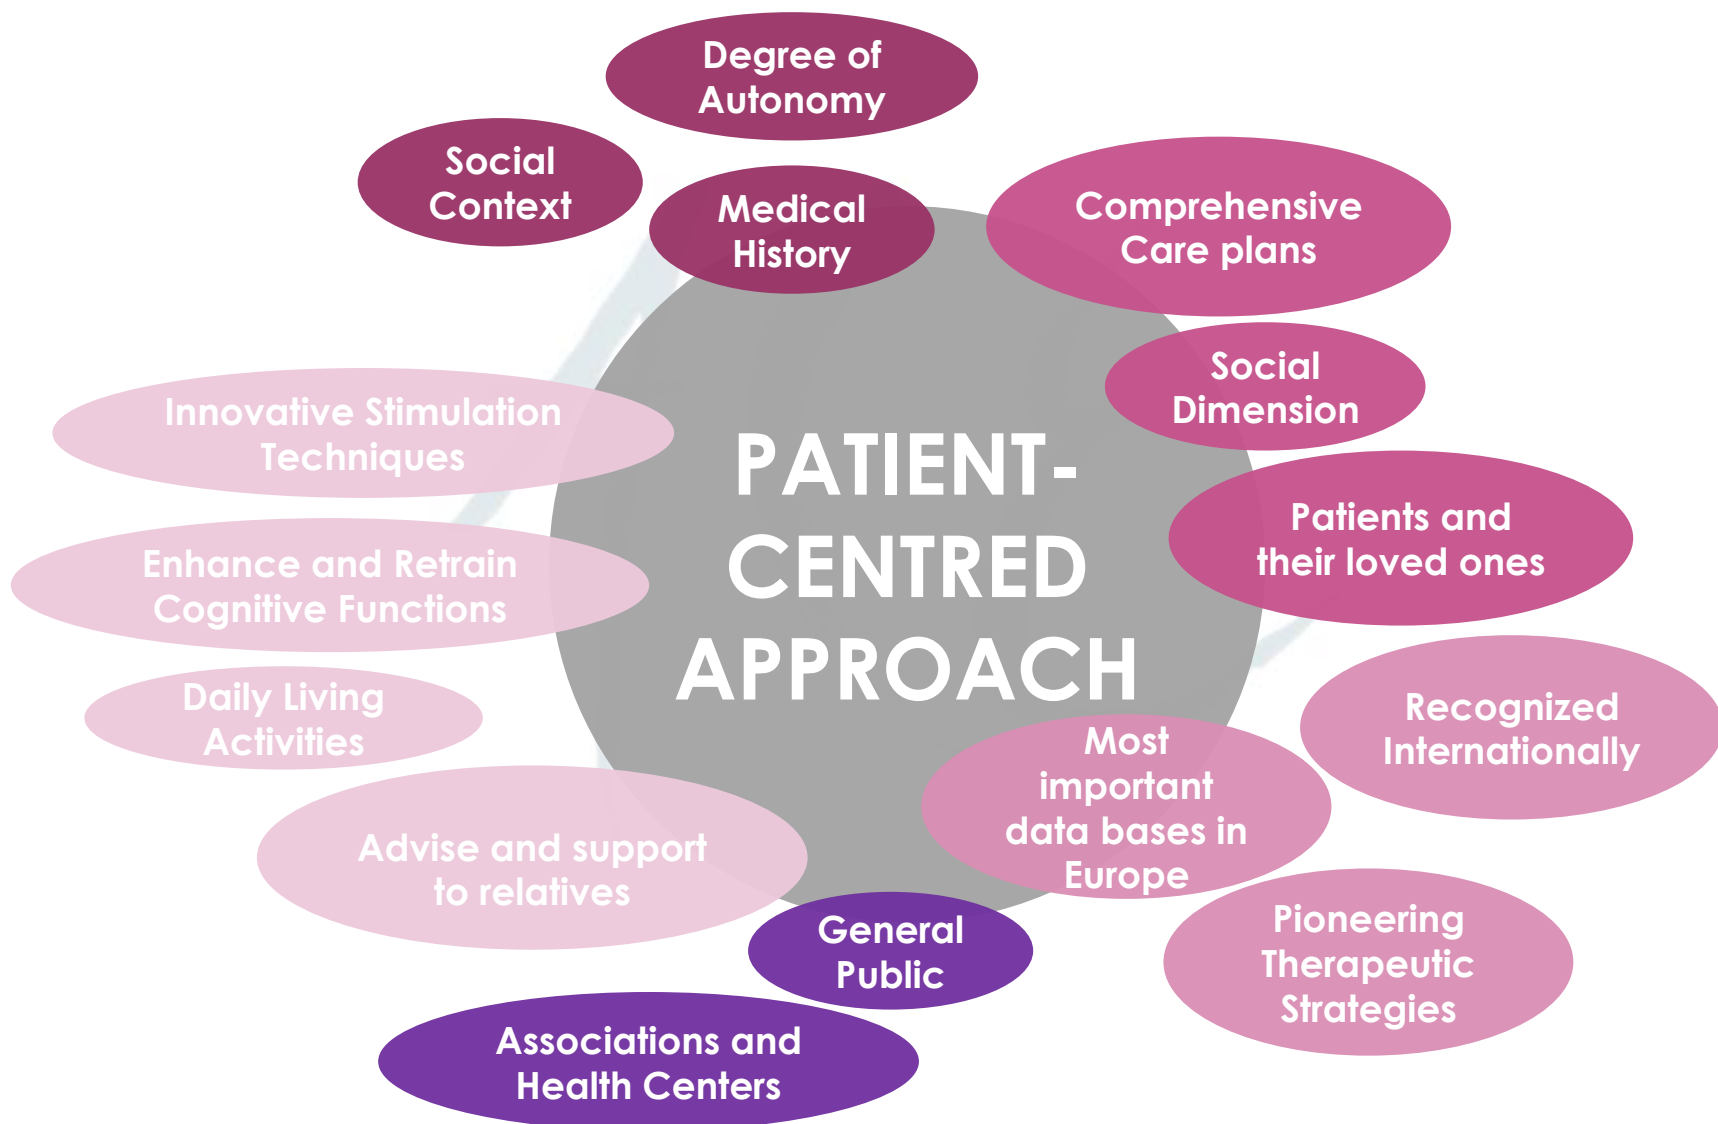 Degree of
Autonomy
Social
Context
Medical
History
Comprehensive
Care plans
Social
Dimension
Patients and
their loved ones
Innovative Stimulation
Techniques
Enhance and Retrain
Cognitive Functions
Daily Living
Activities
Advise and support
to relatives
PATIENT-
CENTRED
APPROACH
Recognized
Internationally
Most
important
data bases in
Europe
Pioneering
Therapeutic
Strategies
General
Public
Associations and
Health Centers